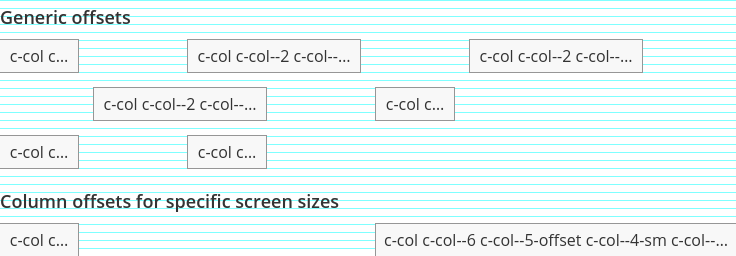 Generic offsets
c-col c... c-col c-col--2 c-col--... c-col c-col--2 c-col--...
c-col c-col--2 c-col--... c-col c...
c-col c... c-col c...
Column offsets for specific screen sizes
c-col c... c-col c-col--6 c-col--5-offset c-col--4-sm c-col--...